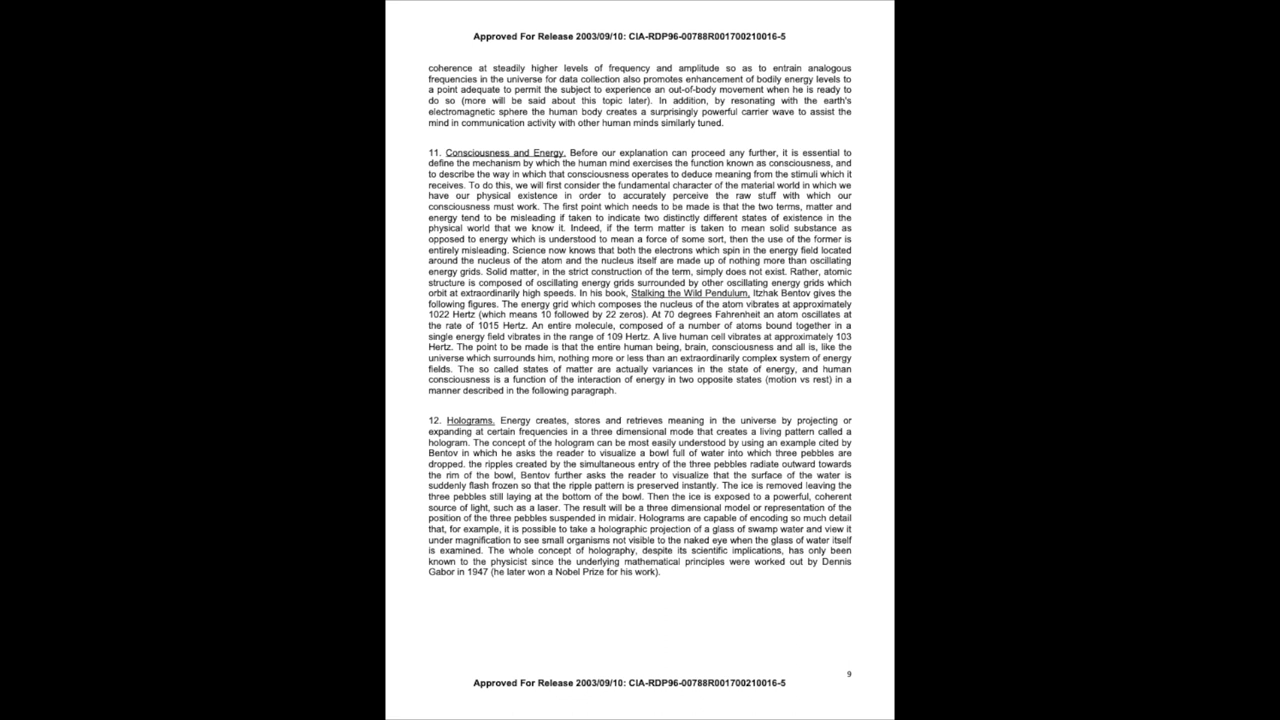 Approved For Release 2003/09/10: CIA-RDP96-00788R001700210016-5
coherence at steadily higher levels of frequency and amplitude so as to entrain analogous
frequencies in the universe for data collection also promotes enhancement of bodily energy levels to
a point adequate to permit the subject to experience an out-of-body movement when he is ready to
do so (more will be said about this topic later). In addition, by resonating with the earth's
electromagnetic sphere the human body creates a surprisingly powerful carrier wave to assist the
mind in communication activity with other human minds similarly tuned.
11. Consciousness and Energy. Before our explanation can proceed any further, it is essential to
define the mechanism by which the human mind exercises the function known as consciousness, and
to describe the way in which that consciousness operates to deduce meaning from the stimuli which it
receives. To do this, we will first consider the fundamental character of the material world in which we
have our physical existence in order to accurately perceive the raw stuff with which our
consciousness must work. The first point which needs to be made is that the two terms, matter and
energy tend to be misleading if taken to indicate two distinctly different states of existence in the
physical world that we know it. Indeed, if the term matter is taken to mean solid substance as
opposed to energy which is understood to mean a force of some sort, then the use of the former is
entirely misleading. Science now knows that both the electrons which spin in the energy field located
around the nucleus of the atom and the nucleus itself are made up of nothing more than oscillating
energy grids. Solid matter, in the strict construction of the term, simply does not exist. Rather, atomic
structure is composed of oscillating energy grids surrounded by other oscillating energy grids which
orbit at extraordinarily high speeds. In his book, Stalking the Wild Pendulum, Itzhak Bentov gives the
following figures. The energy grid which composes the nucleus of the atom vibrates at approximately
1022 Hertz (which means 10 followed by 22 zeros). At 70 degrees Fahrenheit an atom oscillates at
the rate of 1015 Hertz. An entire molecule, composed of a number of atoms bound together in a
single energy field vibrates in the range of 109 Hertz. A live human cell vibrates at approximately 103
Hertz. The point to be made is that the entire human being, brain, consciousness and all is, like the
universe which surrounds him, nothing more or less than an extraordinarily complex system of energy
fields. The so called states of matter are actually variances in the state of energy, and human
consciousness is a function of the interaction of energy in two opposite states (motion vs rest) in a
manner described in the following paragraph.
12. Holograms. Energy creates, stores and retrieves meaning in the universe by projecting or
expanding at certain frequencies in a three dimensional mode that creates a living pattern called a
hologram. The concept of the hologram can be most easily understood by using an example cited by
Bentov in which he asks the reader to visualize a bowl full of water into which three pebbles are
dropped. the ripples created by the simultaneous entry of the three pebbles radiate outward towards
the rim of the bowl, Bentov further asks the reader to visualize that the surface of the water is
suddenly flash frozen so that the ripple pattern is preserved instantly. The ice is removed leaving the
three pebbles still laying at the bottom of the bowl. Then the ice is exposed to a powerful, coherent
source of light, such as a laser. The result will be a three dimensional model or representation of the
position of the three pebbles suspended in midair. Holograms are capable of encoding so much detail
that, for example, it is possible to take a holographic projection of a glass of swamp water and view it
under magnification to see small organisms not visible to the naked eye when the glass of water itself
is examined. The whole concept of holography, despite its scientific implications, has only been
known to the physicist since the underlying mathematical principles were worked out by Dennis
Gabor in 1947 (he later won a Nobel Prize for his work).
9
Approved For Release 2003/09/10: CIA-RDP96-00788R001700210016-5